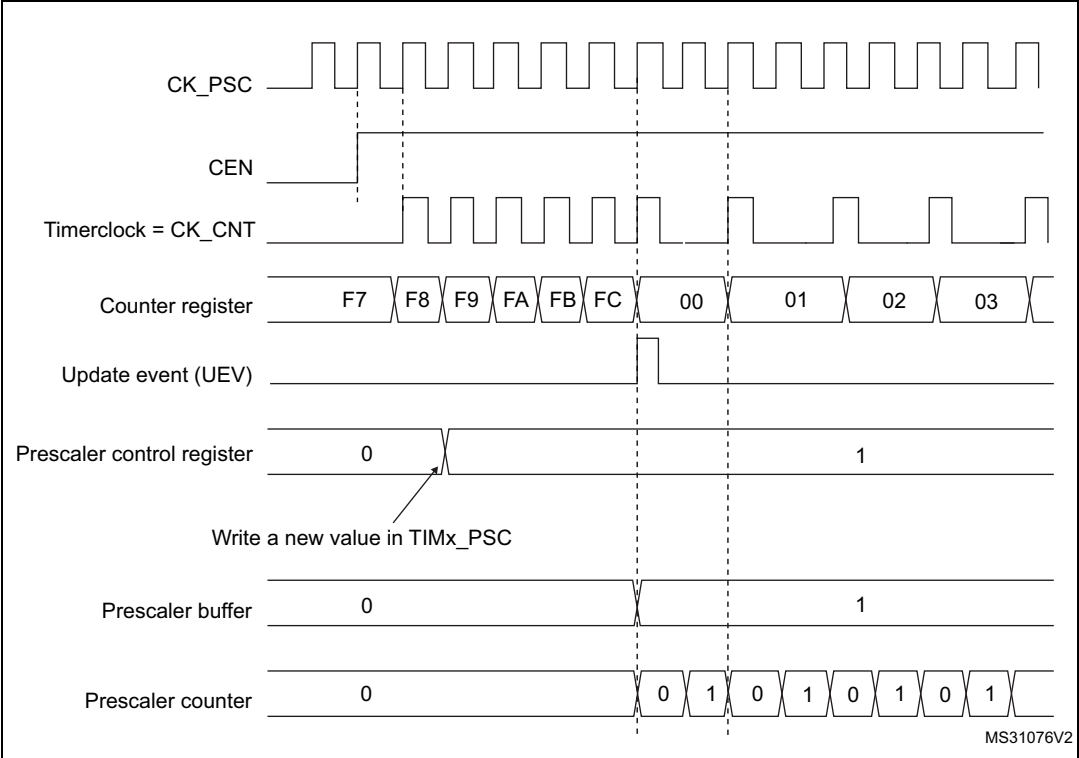 CK_PSC
CEN
Timerclock = CK_CNT
Counter register F7 F8 F9 FA FB FC 00 01 02 03
Update event (UEV)
Prescaler control register 0 1
Write a new value in TIMx_PSC
Prescaler buffer 0 1
Prescaler counter 0 0 1 0 1 0 1 0 1
MS31076V2